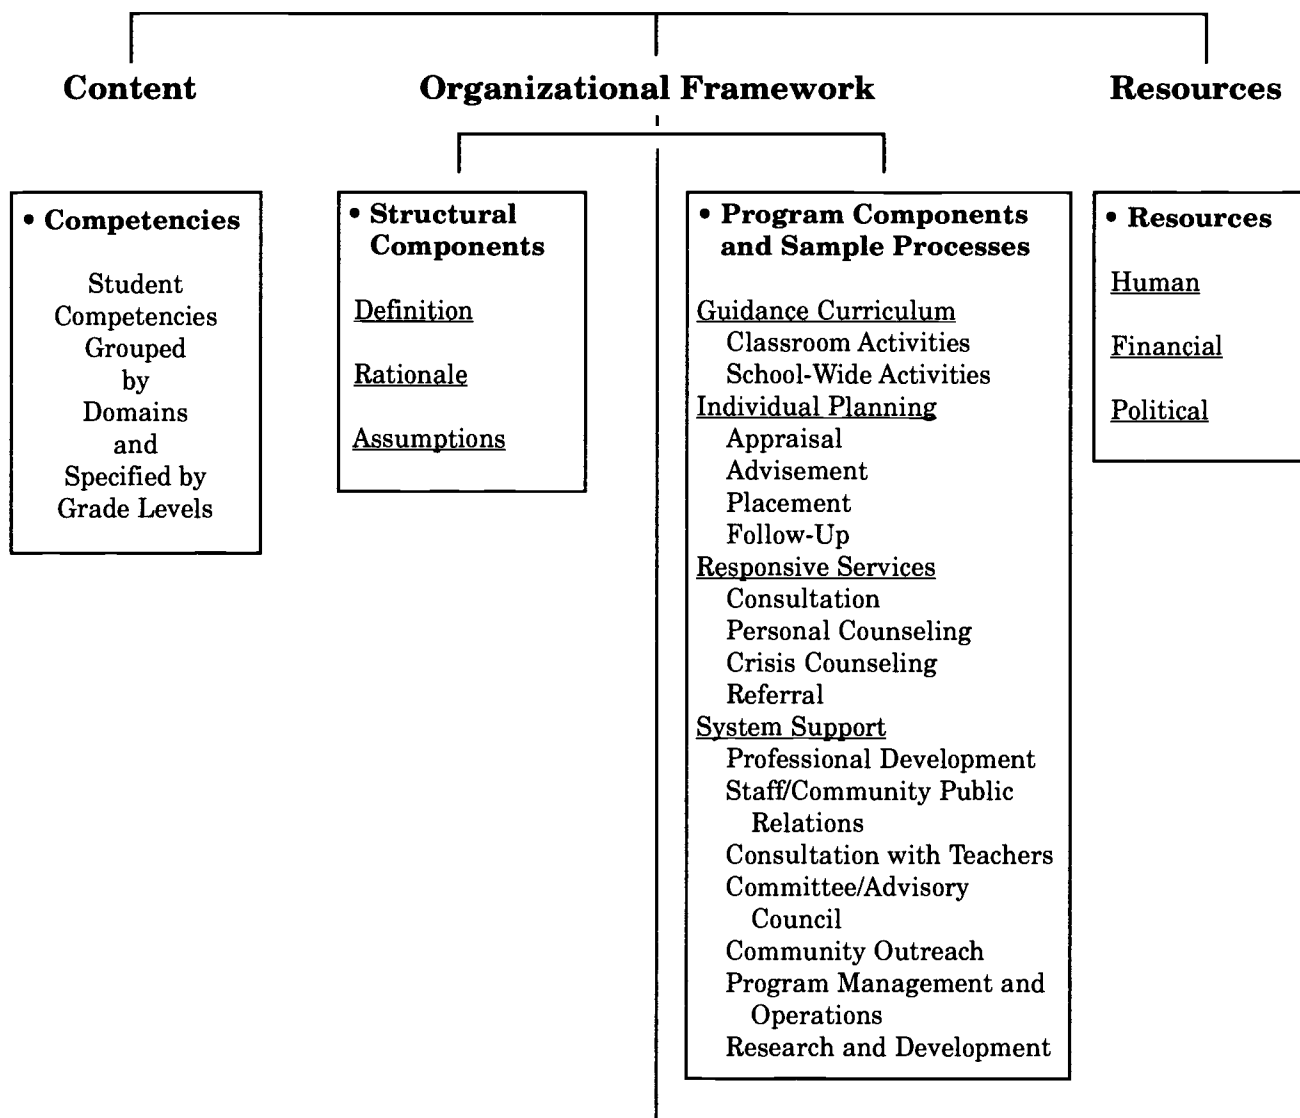 Content
Organizational Framework
Resources
• Competencies
Student
Competencies
Grouped
by
Domains
and
Specified by
Grade Levels
• Structural
Components
Definition
Rationale
Assumptions
• Program Components
and Sample Processes
Guidance Curriculum
Classroom Activities
School-Wide Activities
Individual Planning
Appraisal
Advisement
Placement
Follow-Up
Responsive Services
Consultation
Personal Counseling
Crisis Counseling
Referral
System Support
Professional Development
Staff/Community Public
Relations
Consultation with Teachers
Committee/Advisory
Council
Community Outreach
Program Management and
Operations
Research and Development
• Resources
Human
Financial
Political